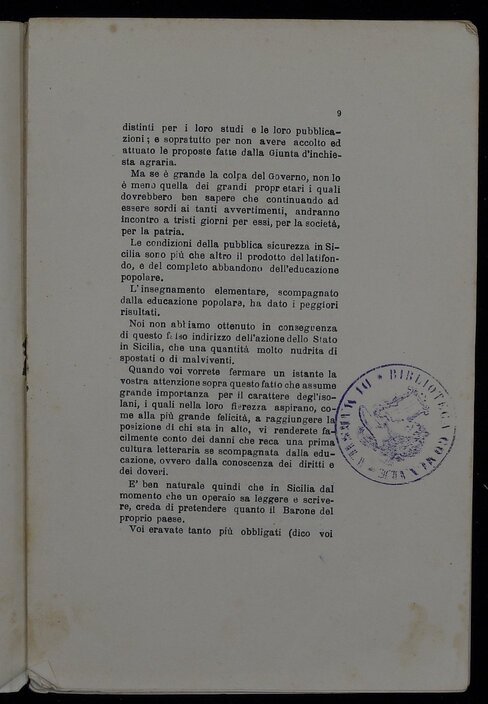 9
distinti per i loro studi e le loro pubblica-
zioni; e sopratutto per non avere accolto ed
attuato le proposte fatte dalla Giunta d'inchie-
sta agraria.
Ma se è grande la colpa del Governo, non lo
è meno quella dei grandi propr etari i quali
dovrebbero ben sapere che continuando ad
essere sordi ai tanti avvertimenti, andranno
incontro a tristi giorni per essi, per la società,
per la patria.
Le condizioni della pubblica sicurezza in Si-
cilia sono più che altro il prodotto del latifon-
do, e del completo abbandono dell'educazione
popolare.
L'insegnamento elementare, scompagnato
dalla educazione popolare, ha dato i peggiori
risultati.
Noi non abbiamo ottenuto in conseguenza
di questo falso indirizzo dell'azione dello Stato
in Sicilia, che una quantità molto nudrita di
spostati o di malviventi.
Quando voi vorrete fermare un istante la
vostra attenzione sopra questo fatto che assume
grande importanza per il carattere degl'iso-
lani, i quali nella loro fierezza aspirano, co-
me alla più grande felicità, a raggiungere la
posizione di chi sta in alto, vi renderete fa-
cilmente conto dei danni che reca una prima
cultura letteraria se scompagnata dalla edu-
cazione, ovvero dalla conoscenza dei diritti e
dei doveri.
E' ben naturale quindi che in Sicilia dal
momento che un operaio sa leggere e scrive-
re, creda di pretendere quanto il Barone del
proprio paese.
Voi eravate tanto più obbligati (dico voi
BIBLIOTECA COMUNALE